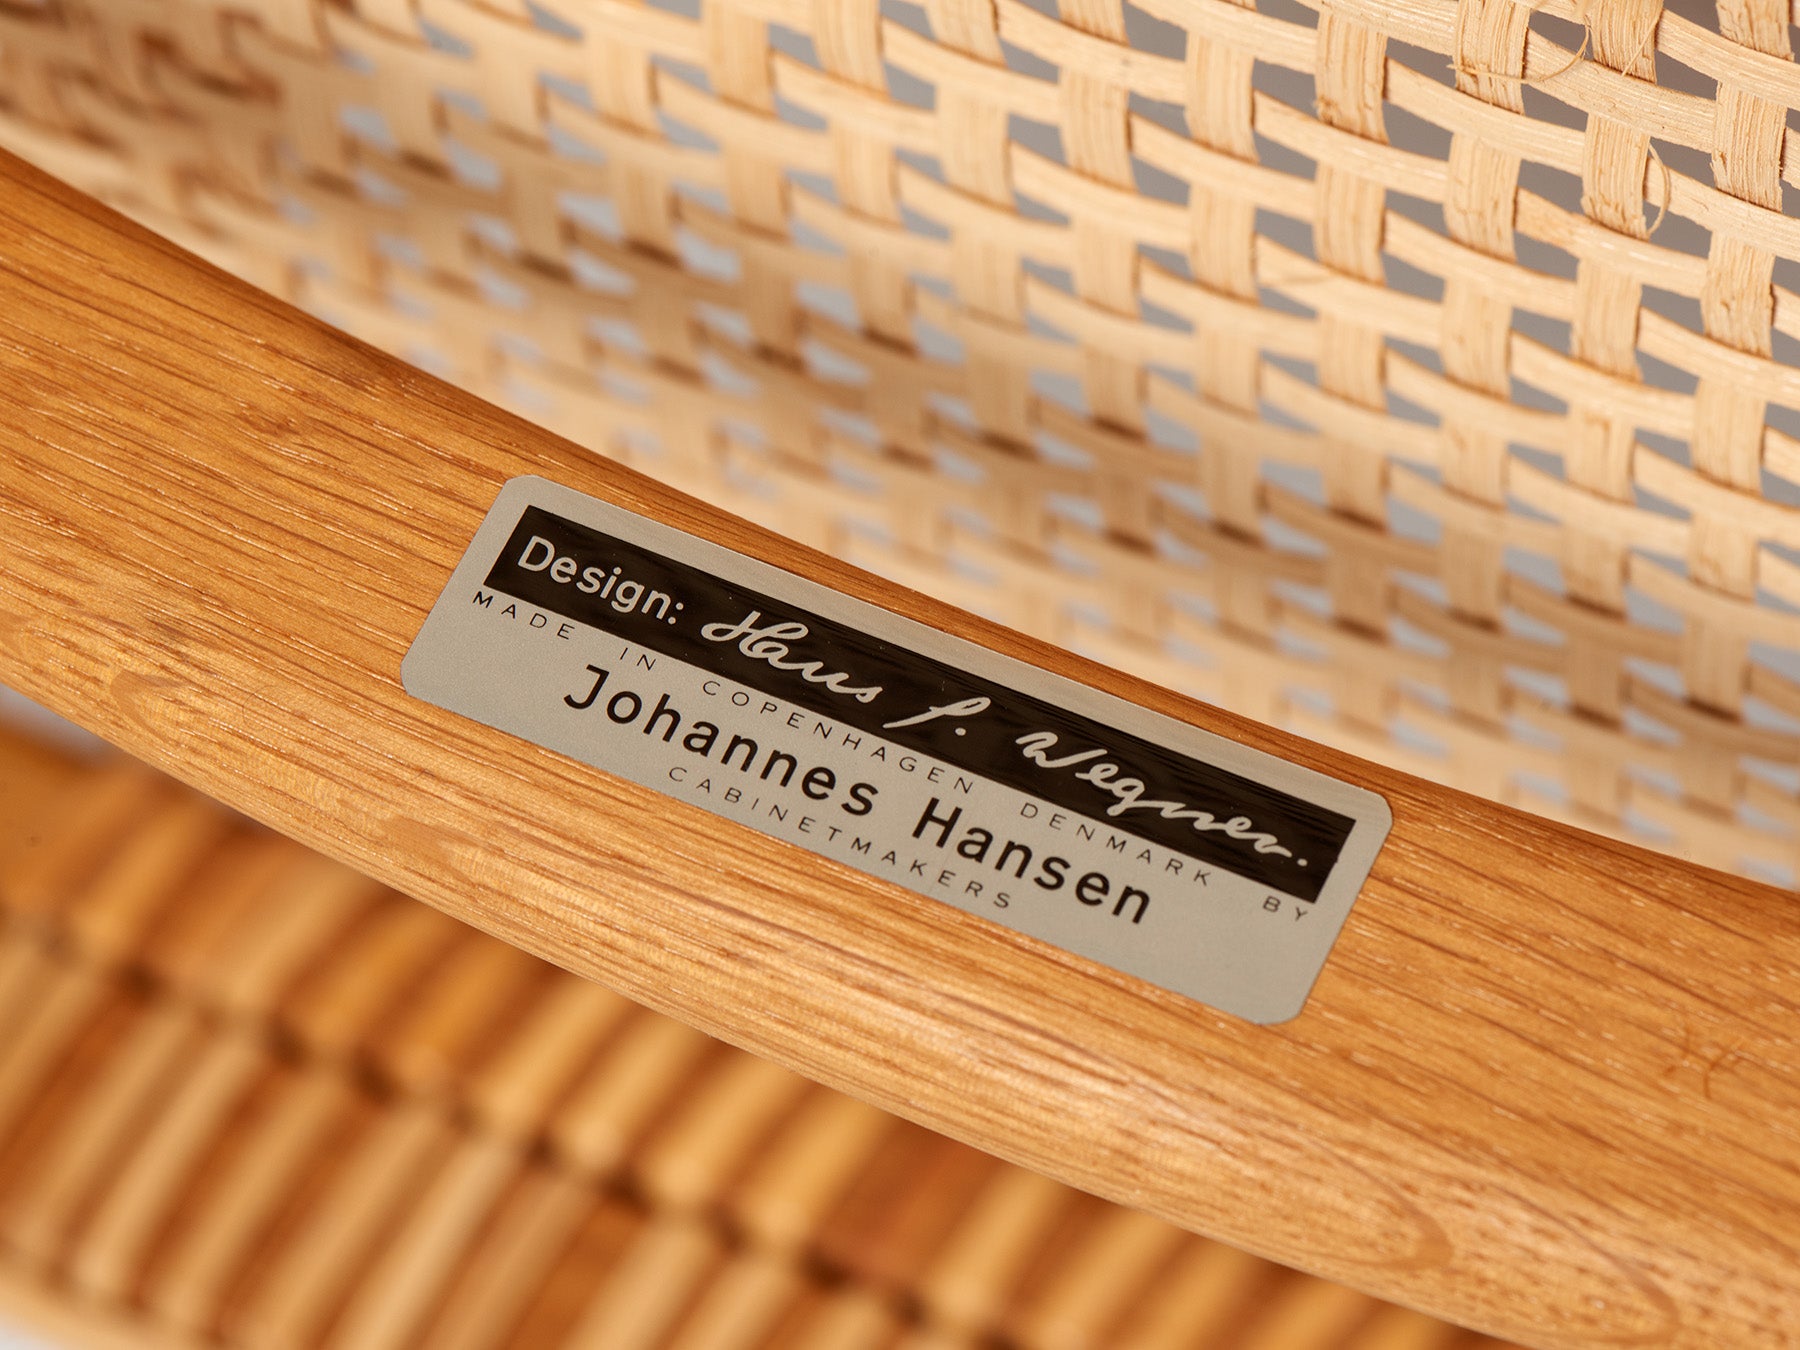 Design: Hans J. Wegner.
MADE IN COPENHAGEN DENMARK BY
Johannes Hansen
CABINETMAKERS